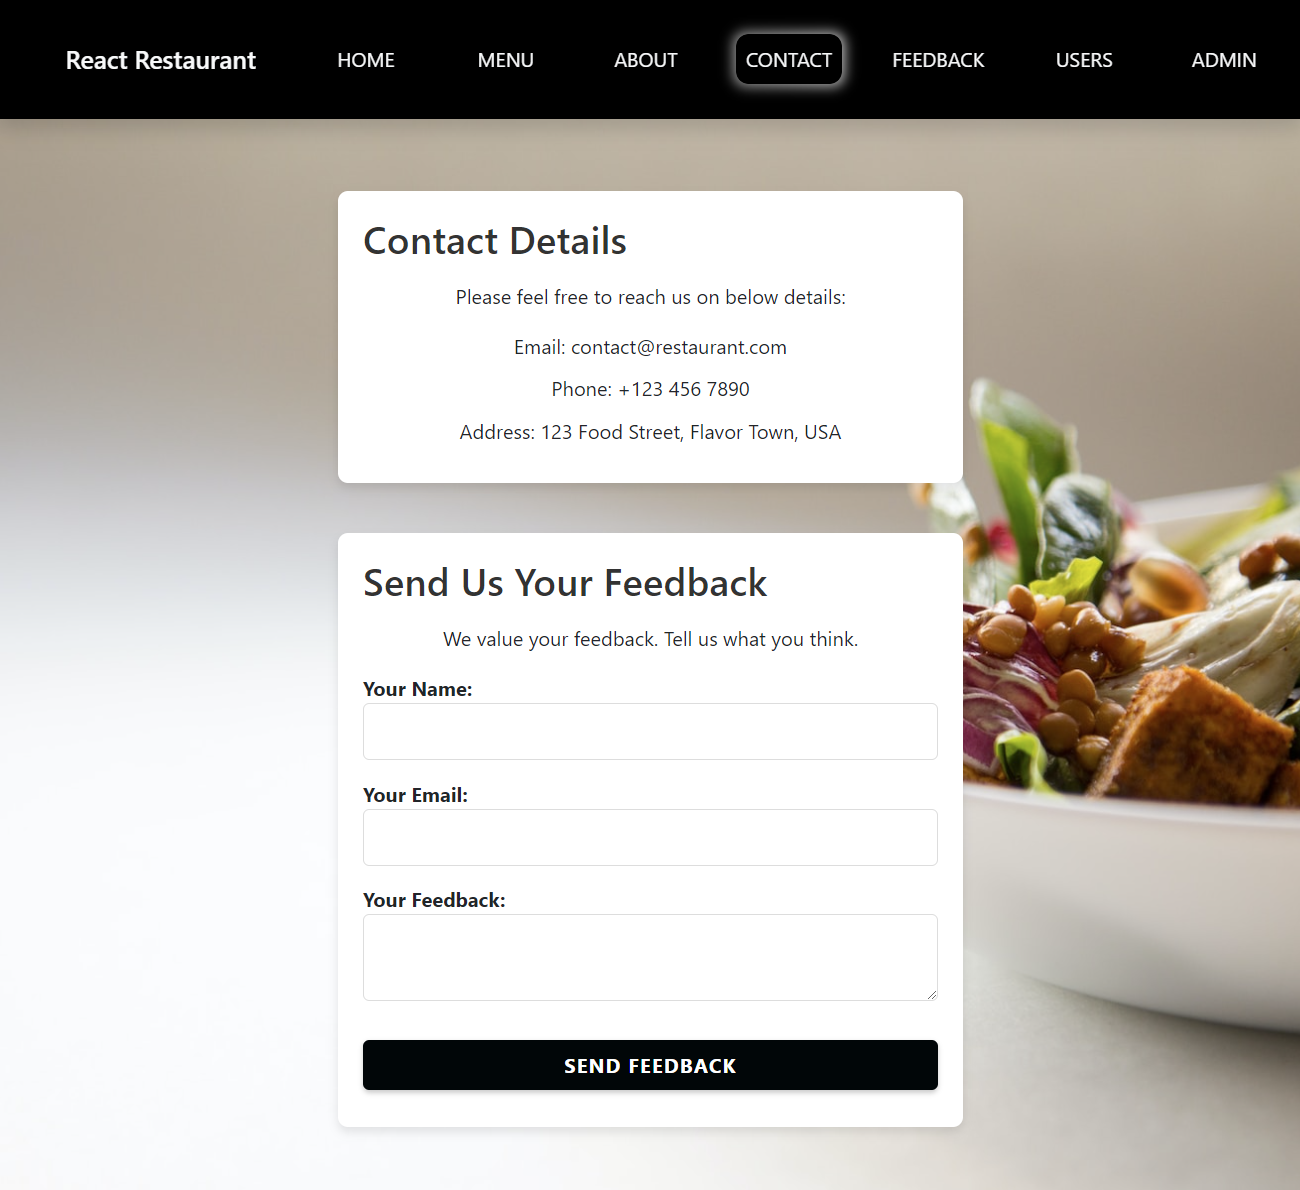 React Restaurant HOME MENU ABOUT CONTACT FEEDBACK USERS ADMIN
Contact Details
Please feel free to reach us on below details:
Email: contact@restaurant.com
Phone: +123 456 7890
Address: 123 Food Street, Flavor Town, USA
Send Us Your Feedback
We value your feedback. Tell us what you think.
Your Name:
Your Email:
Your Feedback:
SEND FEEDBACK